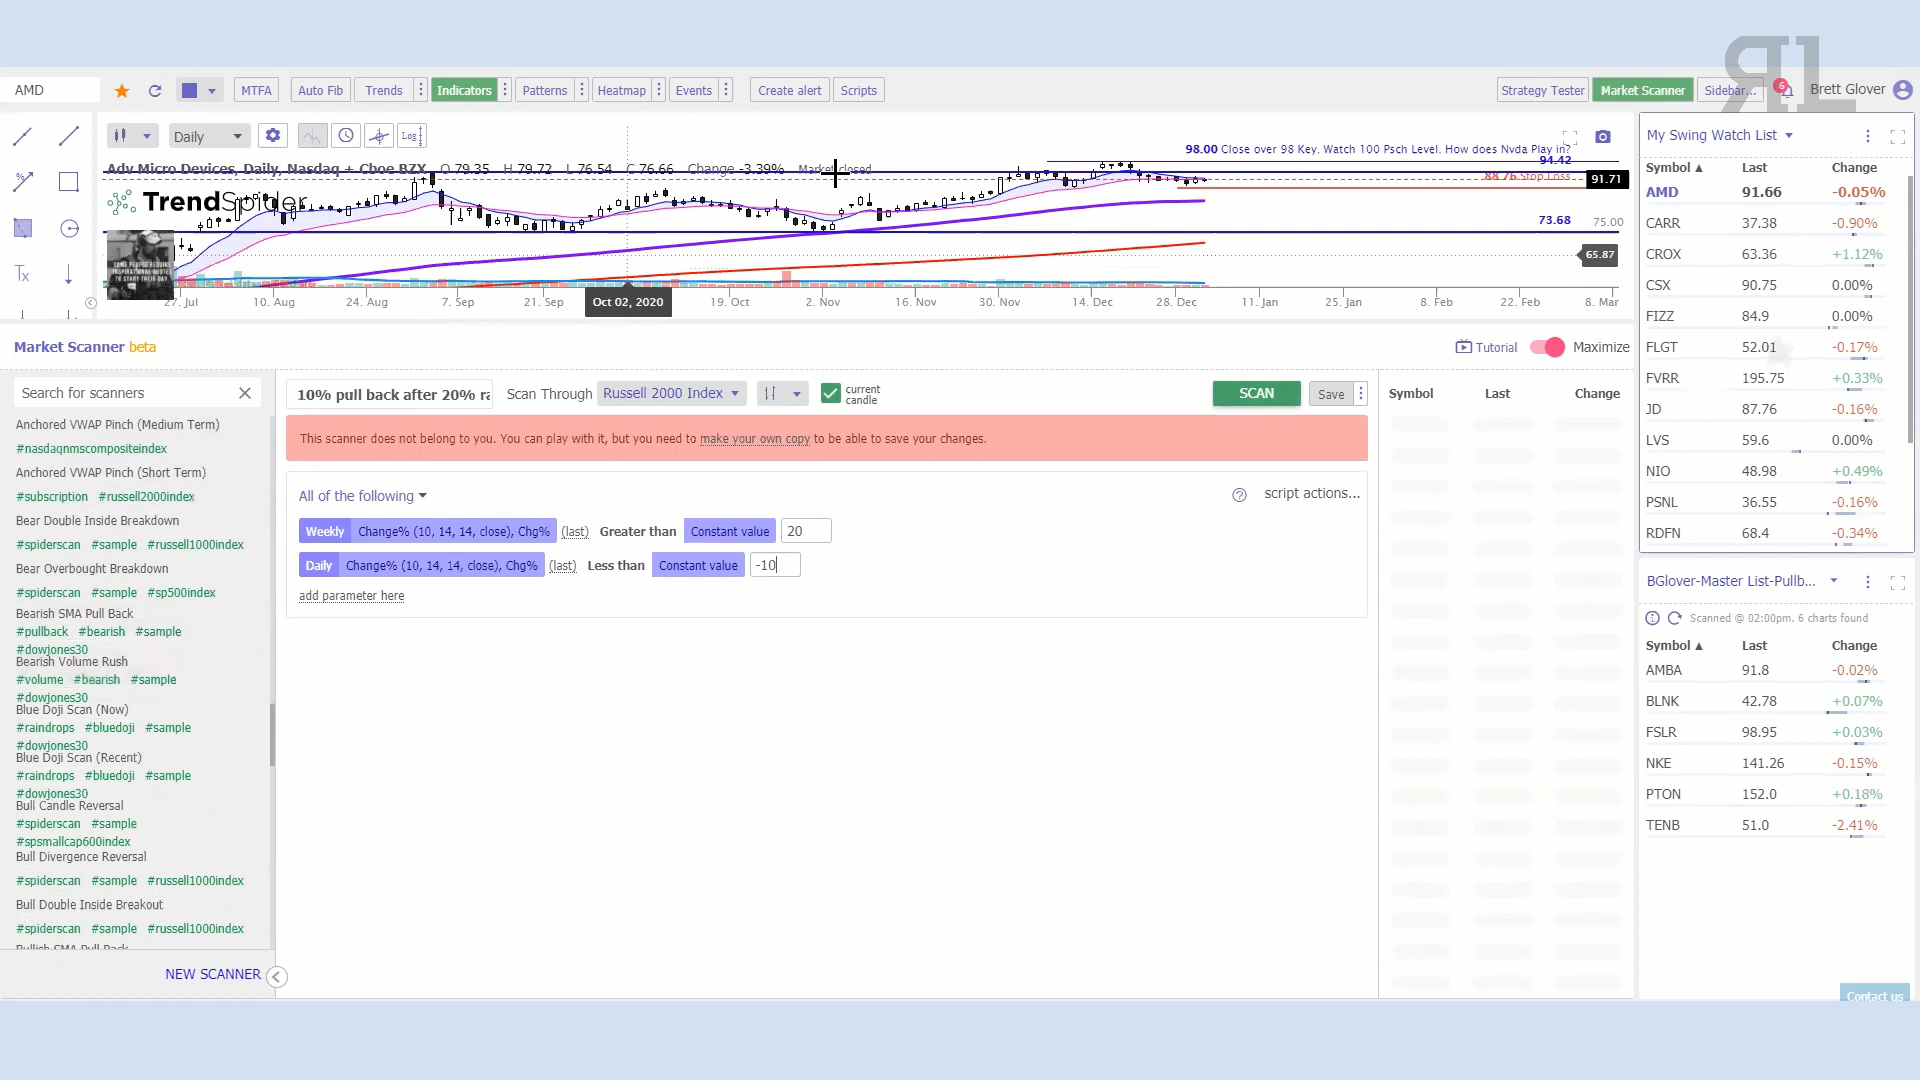 AMD
MTFA
Auto Fib
Trends
Indicators
Patterns
Heatmap
Events
Create alert
Scripts
Strategy Tester
Market Scanner
Sidebar...
6
Brett Glover
Daily
Log
Adv Micro Devices, Daily, Nasdaq + Cboe BZX O 79.35 H 79.72 L 76.54 C 76.66 Change -3.39% Market closed
TrendSpider
98.00 Close over 98 Key. Watch 100 Psch Level. How does Nvda Play in?
94.42
88.76 Stop Loss
91.71
73.68
75.00
65.87
27. Jul
10. Aug
24. Aug
7. Sep
21. Sep
Oct 02, 2020
19. Oct
2. Nov
16. Nov
30. Nov
14. Dec
28. Dec
11. Jan
25. Jan
8. Feb
22. Feb
8. Mar
Market Scanner beta
Tutorial
Maximize
Search for scanners
Anchored VWAP Pinch (Medium Term)
#nasdaqnmscompositeindex
Anchored VWAP Pinch (Short Term)
#subscription #russell2000index
Bear Double Inside Breakdown
#spiderscan #sample #russell1000index
Bear Overbought Breakdown
#spiderscan #sample #sp500index
Bearish SMA Pull Back
#pullback #bearish #sample
#dowjones30
Bearish Volume Rush
#volume #bearish #sample
#dowjones30
Blue Doji Scan (Now)
#raindrops #bluedoji #sample
#dowjones30
Blue Doji Scan (Recent)
#raindrops #bluedoji #sample
#dowjones30
Bull Candle Reversal
#spiderscan #sample
#spsmallcap600index
Bull Divergence Reversal
#spiderscan #sample #russell1000index
Bull Double Inside Breakout
#spiderscan #sample #russell1000index
Bullish SMA Pull Back
NEW SCANNER
10% pull back after 20% ra
Scan Through
Russell 2000 Index
current
candle
SCAN
Save
This scanner does not belong to you. You can play with it, but you need to make your own copy to be able to save your changes.
All of the following
script actions...
Weekly Change% (10, 14, 14, close), Chg% (last) Greater than Constant value 20
Daily Change% (10, 14, 14, close), Chg% (last) Less than Constant value -10
add parameter here
Symbol Last Change
My Swing Watch List
Symbol Last Change
AMD 91.66 -0.05%
CARR 37.38 -0.90%
CROX 63.36 +1.12%
CSX 90.75 0.00%
FIZZ 84.9 0.00%
FLGT 52.01 -0.17%
FVRR 195.75 +0.33%
JD 87.76 -0.16%
LVS 59.6 0.00%
NIO 48.98 +0.49%
PSNL 36.55 -0.16%
RDFN 68.4 -0.34%
BGlover-Master List-Pullb...
Scanned @ 02:00pm. 6 charts found
Symbol Last Change
AMBA 91.8 -0.02%
BLNK 42.78 +0.07%
FSLR 98.95 +0.03%
NKE 141.26 -0.15%
PTON 152.0 +0.18%
TENB 51.0 -2.41%
Contact us